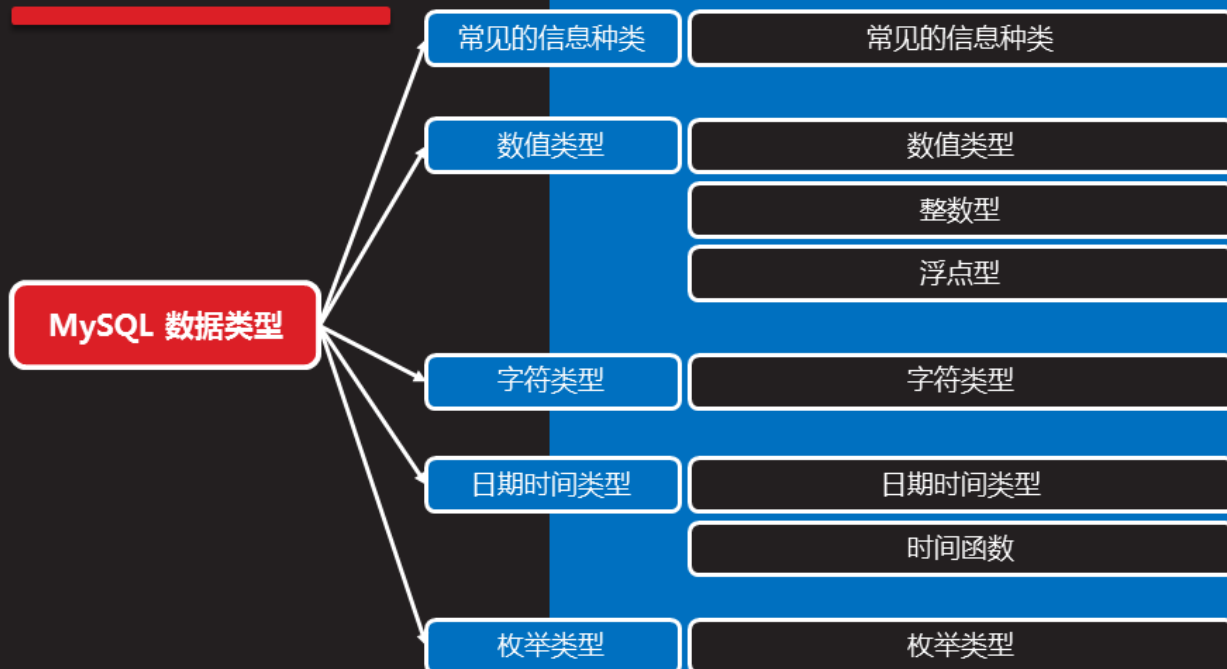 常见的信息种类
常见的信息种类
数值类型
数值类型
整数型
浮点型
MySQL 数据类型
字符类型
字符类型
日期时间类型
日期时间类型
时间函数
枚举类型
枚举类型